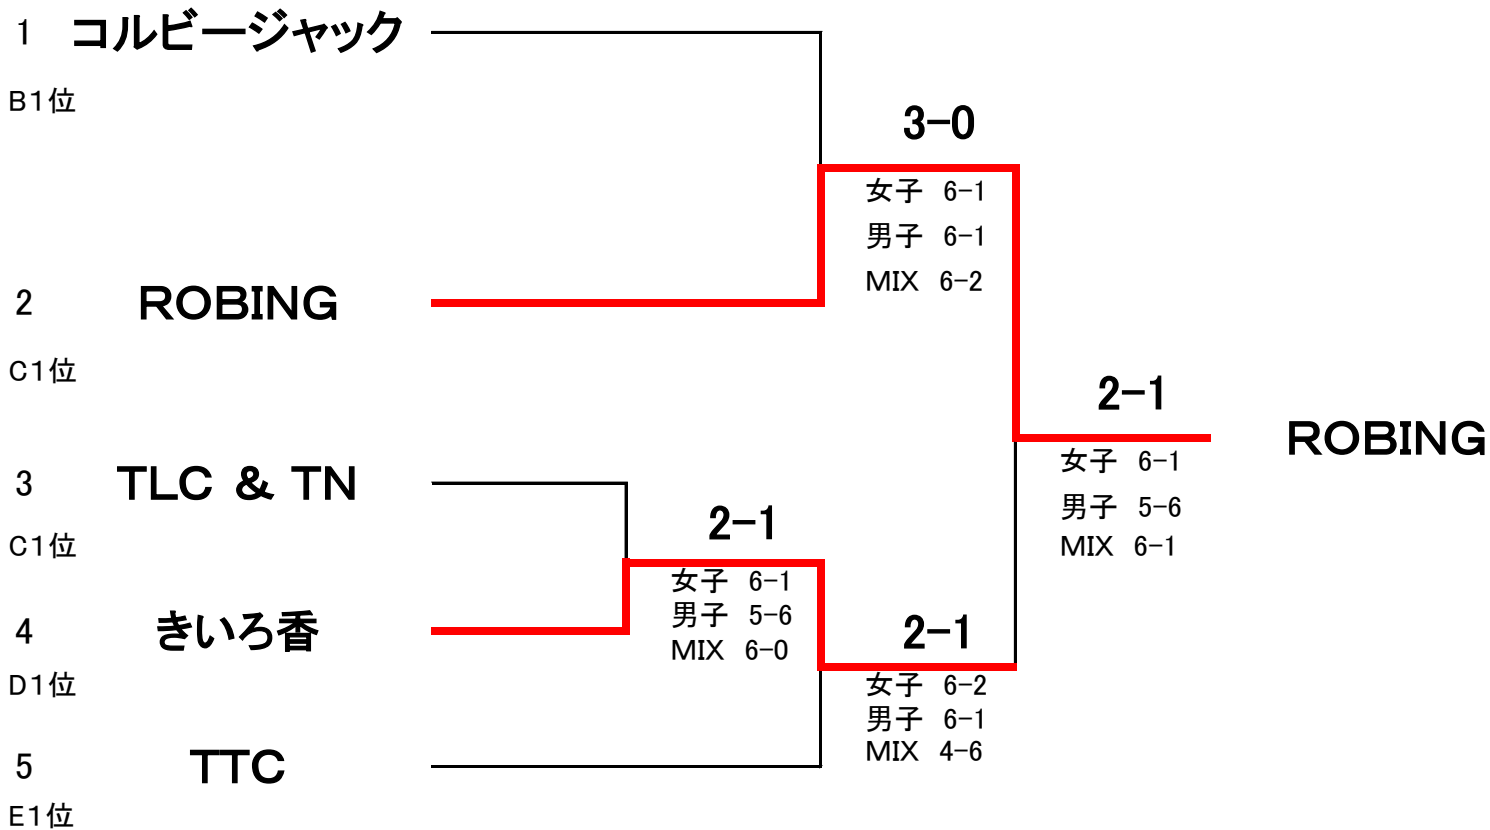 1 コルビージャック
B1位
3-0
女子 6-1
男子 6-1
MIX 6-2
2 ROBING
C1位
2-1
ROBING
女子 6-1
男子 5-6
MIX 6-1
3 TLC & TN
C1位
2-1
女子 6-1
男子 5-6
MIX 6-0
4 きいろ香
D1位
2-1
女子 6-2
男子 6-1
MIX 4-6
5 TTC
E1位